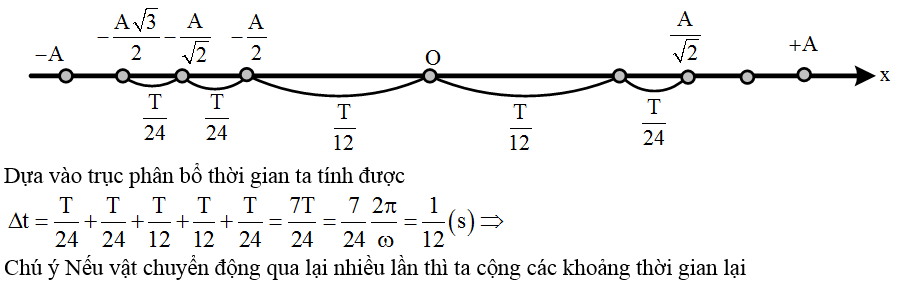 −A −A√3/2 −A/√2 −A/2 O A/√2 +A x
T/24 T/24 T/12 T/12 T/24
Dựa vào trục phân bổ thời gian ta tính được
Δt = T/24 + T/24 + T/12 + T/12 + T/24 = 7T/24 = 7/24 2π/ω = 1/12 (s) ⇒
Chú ý Nếu vật chuyển động qua lại nhiều lần thì ta cộng các khoảng thời gian lại